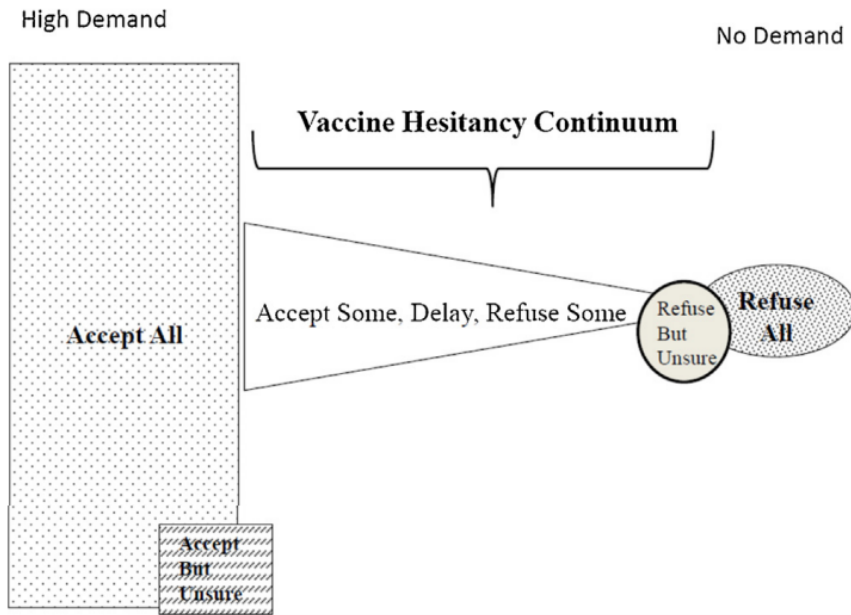 High Demand
No Demand
Vaccine Hesitancy Continuum
Accept All
Accept Some, Delay, Refuse Some
Refuse
But
Unsure
Refuse
All
Accept
But
Unsure